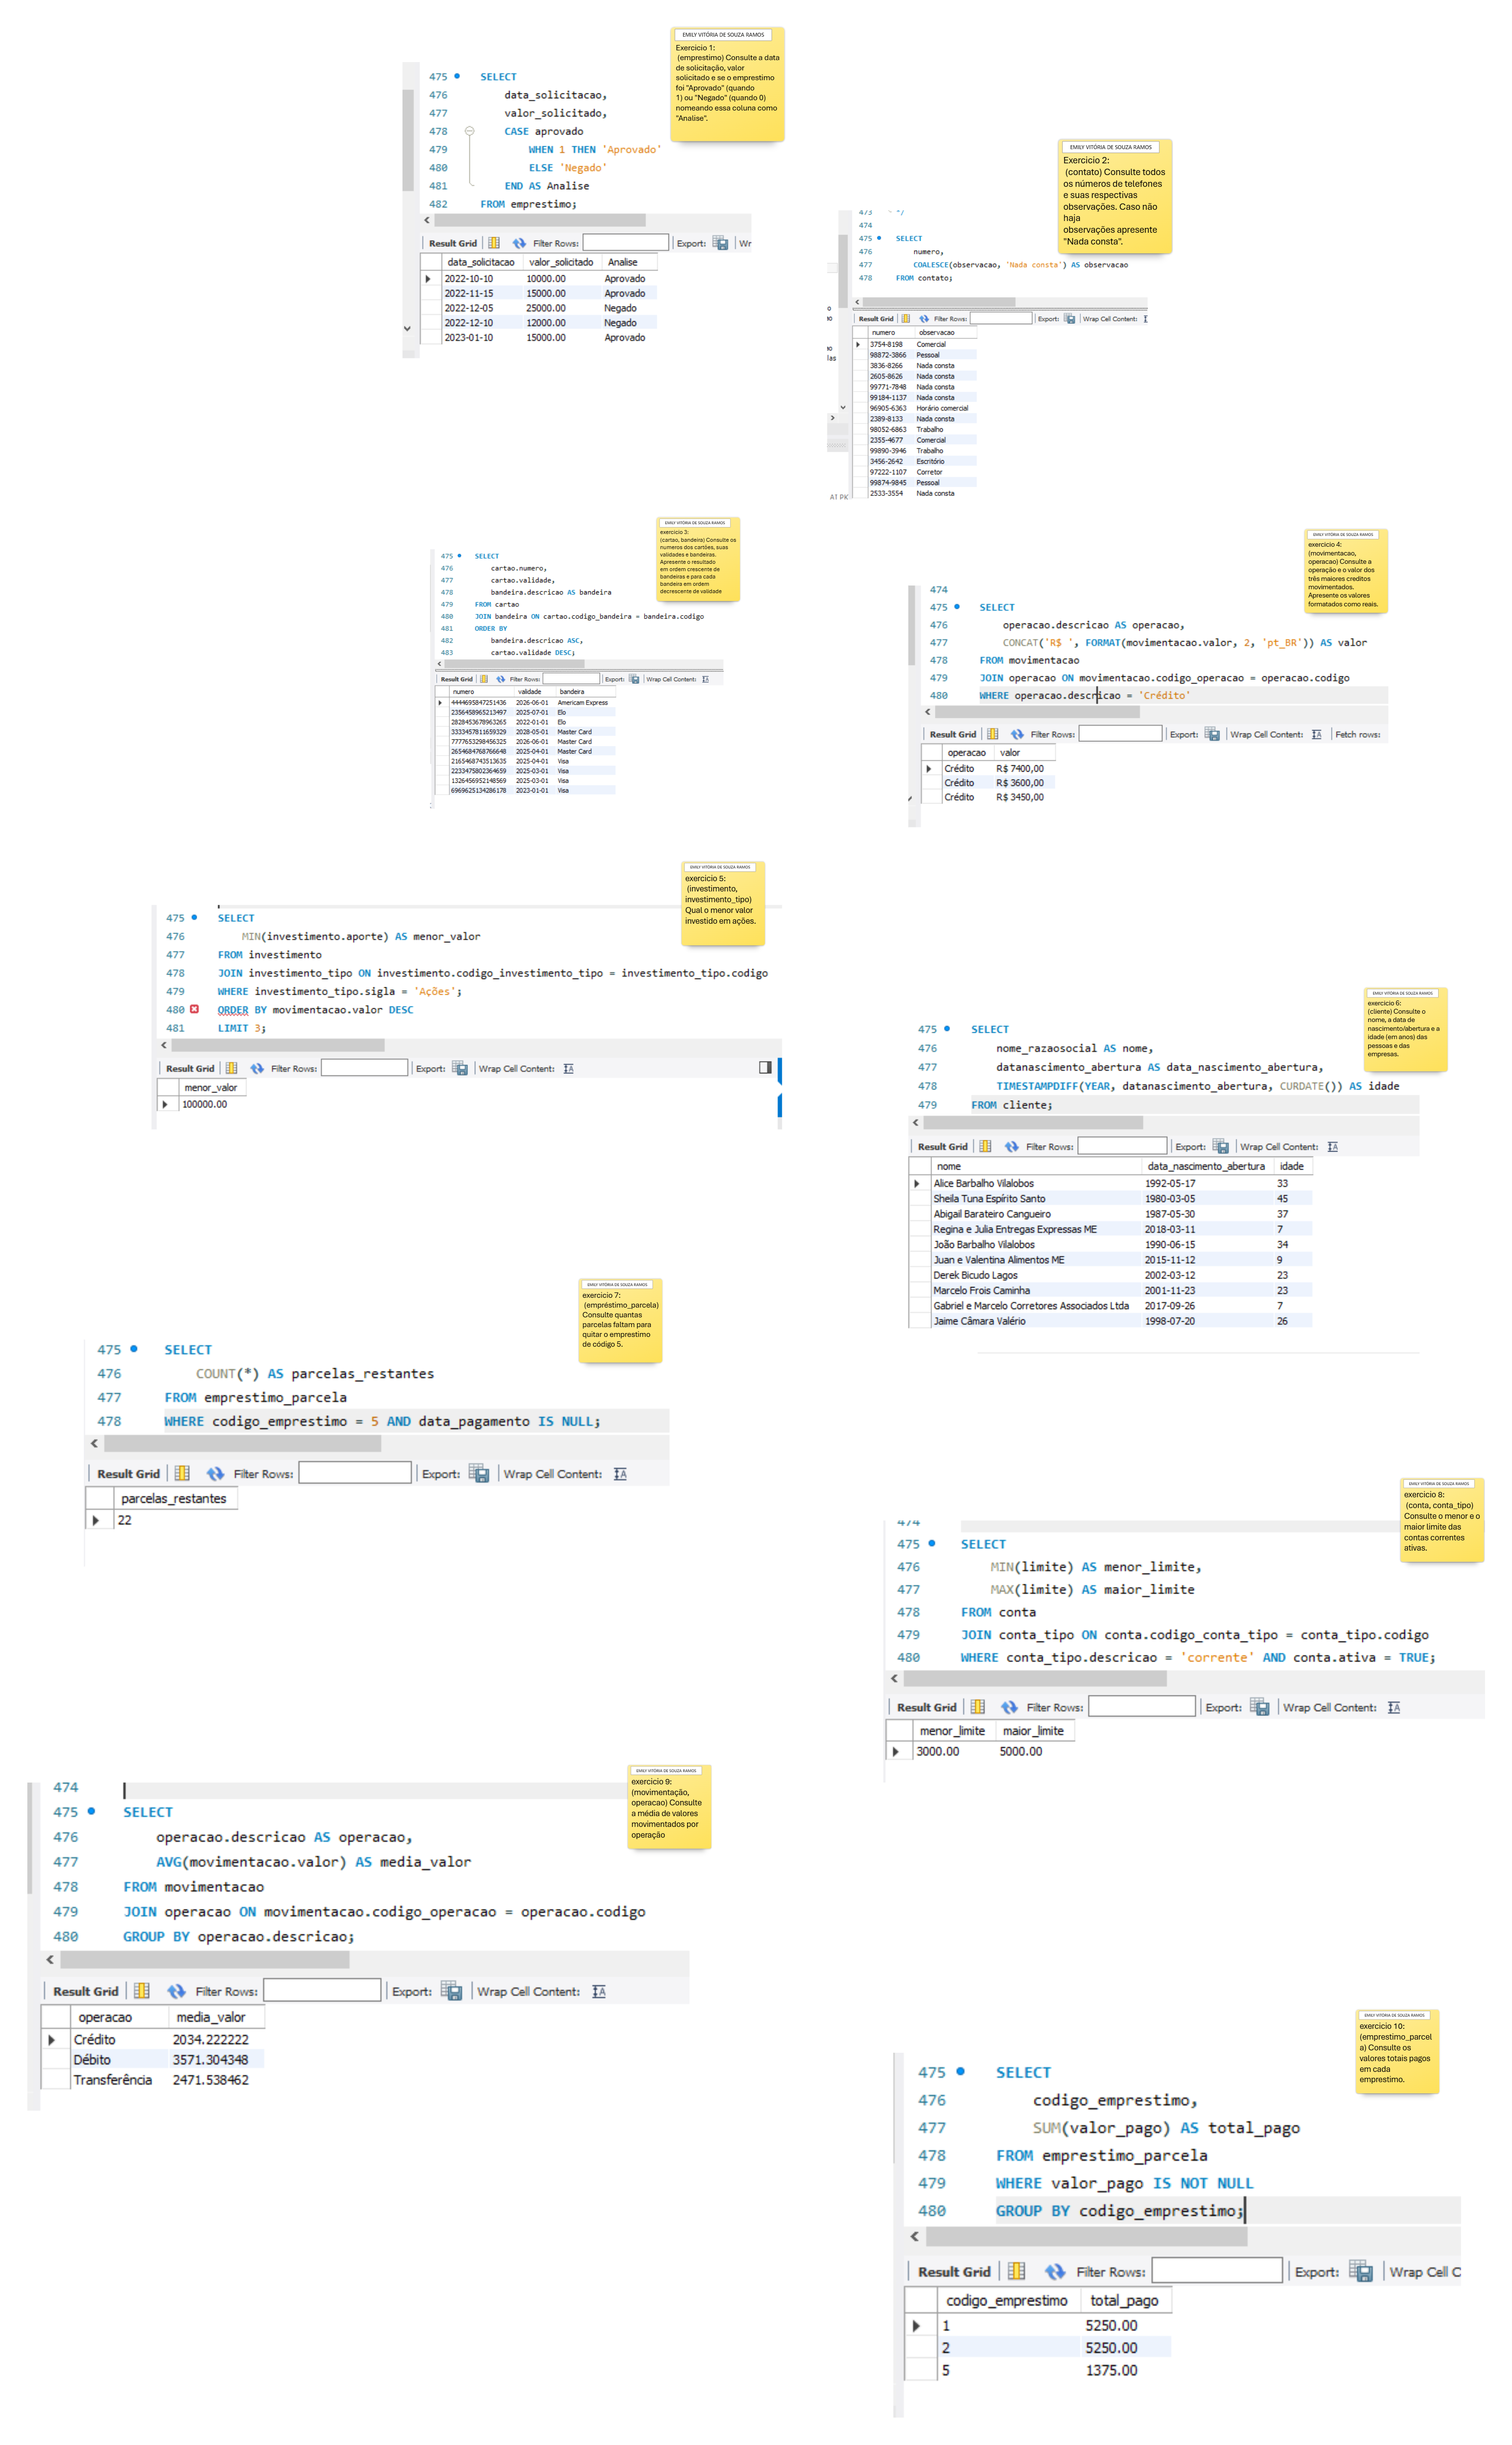 EMILY VITÓRIA DE SOUZA RAMOS
Exercicio 1:
(emprestimo) Consulte a data
de solicitação, valor
solicitado e se o emprestimo
foi "Aprovado" (quando
1) ou "Negado" (quando 0)
nomeando essa coluna como
"Analise".
475 SELECT
476 data_solicitacao,
477 valor_solicitado,
478 CASE aprovado
479 WHEN 1 THEN 'Aprovado'
480 ELSE 'Negado'
481 END AS Analise
482 FROM emprestimo;
Result Grid Filter Rows: Export: Wr
data_solicitacao valor_solicitado Analise
2022-10-10 10000.00 Aprovado
2022-11-15 15000.00 Aprovado
2022-12-05 25000.00 Negado
2022-12-10 12000.00 Negado
2023-01-10 15000.00 Aprovado
EMILY VITÓRIA DE SOUZA RAMOS
Exercicio 2:
(contato) Consulte todos
os números de telefones
e suas respectivas
observações. Caso não
haja
observações apresente
"Nada consta".
473 */
474
475 SELECT
476 numero,
477 COALESCE(observacao, 'Nada consta') AS observacao
478 FROM contato;
Result Grid Filter Rows: Export: Wrap Cell Content:
numero observacao
3754-8198 Comercial
98872-3866 Pessoal
3836-8266 Nada consta
2605-8626 Nada consta
99771-7848 Nada consta
99184-1137 Nada consta
96905-6363 Horário comercial
2389-8133 Nada consta
98052-6863 Trabalho
2355-4677 Comercial
99890-3946 Trabalho
3456-2642 Escritório
97222-1107 Corretor
99874-9845 Pessoal
2533-3554 Nada consta
las
AI PK
EMILY VITÓRIA DE SOUZA RAMOS
exercicio 3:
(cartao, bandeira) Consulte os
numeros dos cartões, suas
validades e bandeiras.
Apresente o resultado
em ordem crescente de
bandeiras e para cada
bandeira em ordem
decrescente de validade
475 SELECT
476 cartao.numero,
477 cartao.validade,
478 bandeira.descricao AS bandeira
479 FROM cartao
480 JOIN bandeira ON cartao.codigo_bandeira = bandeira.codigo
481 ORDER BY
482 bandeira.descricao ASC,
483 cartao.validade DESC;
Result Grid Filter Rows: Export: Wrap Cell Content:
numero validade bandeira
4444695847251436 2026-06-01 Americam Express
2356458965213497 2025-07-01 Elo
2828453678963265 2022-01-01 Elo
3333457811659329 2028-05-01 Master Card
7777653298456325 2026-06-01 Master Card
2654684768766648 2025-04-01 Master Card
2165468743513635 2025-04-01 Visa
2233475802364659 2025-03-01 Visa
1326456952148569 2025-03-01 Visa
6969625134286178 2023-01-01 Visa
EMILY VITÓRIA DE SOUZA RAMOS
exercicio 4:
(movimentacao,
operacao) Consulte a
operação e o valor dos
três maiores creditos
movimentados.
Apresente os valores
formatados como reais.
474
475 SELECT
476 operacao.descricao AS operacao,
477 CONCAT('R$ ', FORMAT(movimentacao.valor, 2, 'pt_BR')) AS valor
478 FROM movimentacao
479 JOIN operacao ON movimentacao.codigo_operacao = operacao.codigo
480 WHERE operacao.descricao = 'Crédito'
Result Grid Filter Rows: Export: Wrap Cell Content: Fetch rows:
operacao valor
Crédito R$ 7400,00
Crédito R$ 3600,00
Crédito R$ 3450,00
EMILY VITÓRIA DE SOUZA RAMOS
exercicio 5:
(investimento,
investimento_tipo)
Qual o menor valor
investido em ações.
475 SELECT
476 MIN(investimento.aporte) AS menor_valor
477 FROM investimento
478 JOIN investimento_tipo ON investimento.codigo_investimento_tipo = investimento_tipo.codigo
479 WHERE investimento_tipo.sigla = 'Ações';
480 ORDER BY movimentacao.valor DESC
481 LIMIT 3;
Result Grid Filter Rows: Export: Wrap Cell Content:
menor_valor
100000.00
EMILY VITÓRIA DE SOUZA RAMOS
exercicio 6:
(cliente) Consulte o
nome, a data de
nascimento/abertura e a
idade (em anos) das
pessoas e das
empresas.
475 SELECT
476 nome_razaosocial AS nome,
477 datanascimento_abertura AS data_nascimento_abertura,
478 TIMESTAMPDIFF(YEAR, datanascimento_abertura, CURDATE()) AS idade
479 FROM cliente;
Result Grid Filter Rows: Export: Wrap Cell Content:
nome data_nascimento_abertura idade
Alice Barbalho Vilalobos 1992-05-17 33
Sheila Tuna Espírito Santo 1980-03-05 45
Abigail Barateiro Cangueiro 1987-05-30 37
Regina e Julia Entregas Expressas ME 2018-03-11 7
João Barbalho Vilalobos 1990-06-15 34
Juan e Valentina Alimentos ME 2015-11-12 9
Derek Bicudo Lagos 2002-03-12 23
Marcelo Frois Caminha 2001-11-23 23
Gabriel e Marcelo Corretores Associados Ltda 2017-09-26 7
Jaime Câmara Valério 1998-07-20 26
EMILY VITÓRIA DE SOUZA RAMOS
exercicio 7:
(empréstimo_parcela)
Consulte quantas
parcelas faltam para
quitar o emprestimo
de código 5.
475 SELECT
476 COUNT(*) AS parcelas_restantes
477 FROM emprestimo_parcela
478 WHERE codigo_emprestimo = 5 AND data_pagamento IS NULL;
Result Grid Filter Rows: Export: Wrap Cell Content:
parcelas_restantes
22
EMILY VITÓRIA DE SOUZA RAMOS
exercicio 8:
(conta, conta_tipo)
Consulte o menor e o
maior limite das
contas correntes
ativas.
474
475 SELECT
476 MIN(limite) AS menor_limite,
477 MAX(limite) AS maior_limite
478 FROM conta
479 JOIN conta_tipo ON conta.codigo_conta_tipo = conta_tipo.codigo
480 WHERE conta_tipo.descricao = 'corrente' AND conta.ativa = TRUE;
Result Grid Filter Rows: Export: Wrap Cell Content:
menor_limite maior_limite
3000.00 5000.00
EMILY VITÓRIA DE SOUZA RAMOS
exercicio 9:
(movimentação,
operacao) Consulte
a média de valores
movimentados por
operação
474
475 SELECT
476 operacao.descricao AS operacao,
477 AVG(movimentacao.valor) AS media_valor
478 FROM movimentacao
479 JOIN operacao ON movimentacao.codigo_operacao = operacao.codigo
480 GROUP BY operacao.descricao;
Result Grid Filter Rows: Export: Wrap Cell Content:
operacao media_valor
Crédito 2034.222222
Débito 3571.304348
Transferência 2471.538462
EMILY VITÓRIA DE SOUZA RAMOS
exercicio 10:
(emprestimo_parcel
a) Consulte os
valores totais pagos
em cada
emprestimo.
475 SELECT
476 codigo_emprestimo,
477 SUM(valor_pago) AS total_pago
478 FROM emprestimo_parcela
479 WHERE valor_pago IS NOT NULL
480 GROUP BY codigo_emprestimo;
Result Grid Filter Rows: Export: Wrap Cell C
codigo_emprestimo total_pago
1 5250.00
2 5250.00
5 1375.00